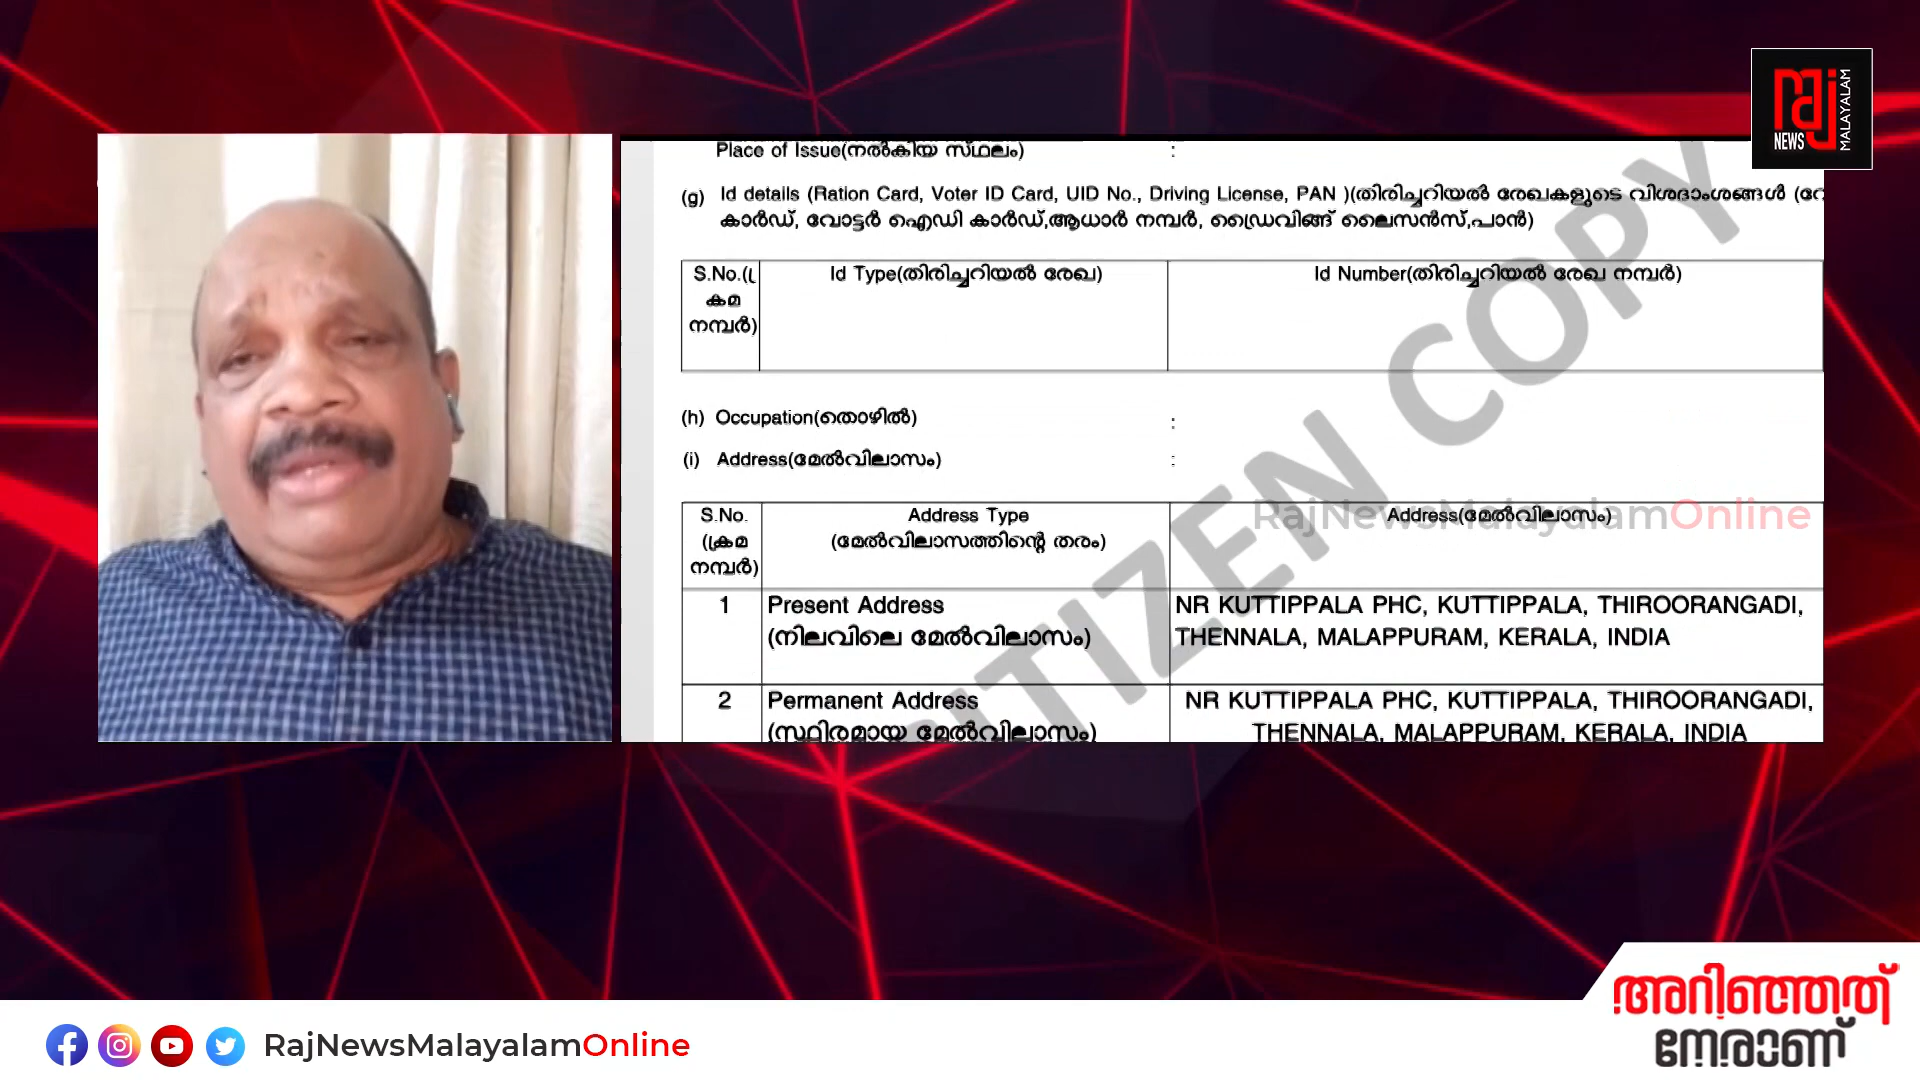 Raj
NEWS
MALAYALAM
Place of Issue(നൽകിയ സ്ഥലം) :
(g) Id details (Ration Card, Voter ID Card, UID No., Driving License, PAN )(തിരിച്ചറിയൽ രേഖകളുടെ വിശദാംശങ്ങൾ
കാർഡ്, വോട്ടർ ഐഡി കാർഡ്,ആധാർ നമ്പർ, ഡ്രൈവിങ്ങ് ലൈസൻസ്,പാൻ)
S.No.(ക്ര
കമ
നമ്പർ)
Id Type(തിരിച്ചറിയൽ രേഖ)
Id Number(തിരിച്ചറിയൽ രേഖ നമ്പർ)
(h) Occupation(തൊഴിൽ) :
(i) Address(മേൽവിലാസം) :
S.No.
(ക്രമ
നമ്പർ)
Address Type
(മേൽവിലാസത്തിന്റെ തരം)
Address(മേൽവിലാസം)
1
Present Address
(നിലവിലെ മേൽവിലാസം)
NR KUTTIPPALA PHC, KUTTIPPALA, THIROORANGADI,
THENNALA, MALAPPURAM, KERALA, INDIA
2
Permanent Address
(സ്ഥിരമായ മേൽവിലാസം)
NR KUTTIPPALA PHC, KUTTIPPALA, THIROORANGADI,
THENNALA, MALAPPURAM, KERALA, INDIA
CITIZEN COPY
RajNewsMalayalamOnline
RajNewsMalayalamOnline
അറിഞ്ഞത്
നേരാണ്